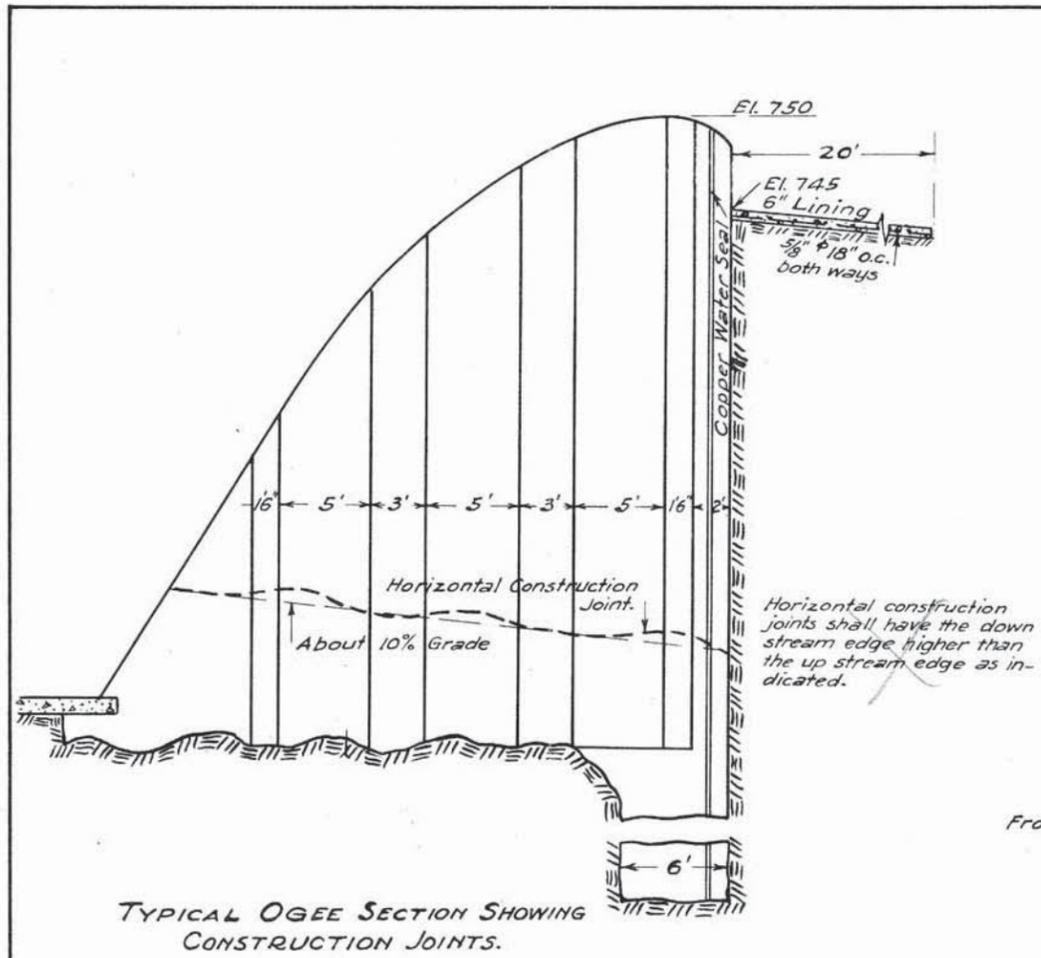 El. 750
20'
El. 745
6" Lining
5/8" ϕ 18" o.c.
both ways
Copper Water Seal
1'6"
5'
3'
5'
3'
5'
1'6"
2'
Horizontal Construction
Joint.
About 10% Grade
Horizontal construction
joints shall have the down
stream edge higher than
the up stream edge as in-
dicated.
Fro
6'
TYPICAL OGEE SECTION SHOWING
CONSTRUCTION JOINTS.